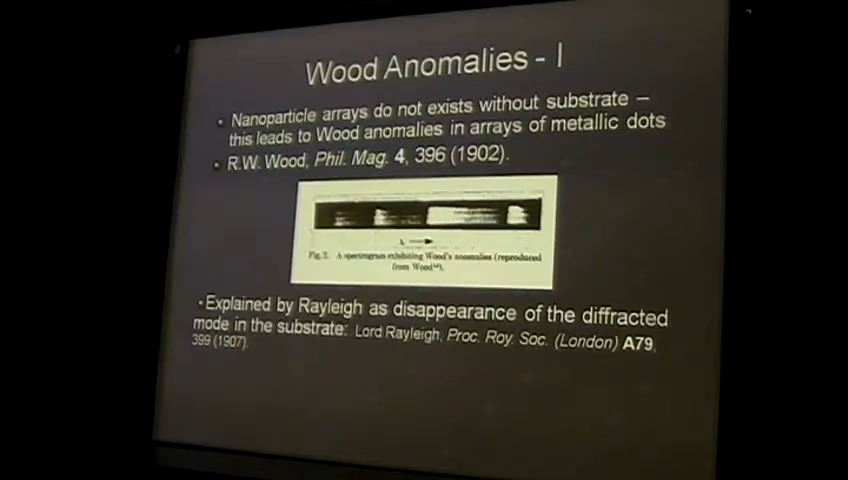 Wood Anomalies - I
• Nanoparticle arrays do not exists without substrate –
this leads to Wood anomalies in arrays of metallic dots
• R.W. Wood, Phil. Mag. 4, 396 (1902).
λ
Fig. 2. A spectrogram exhibiting Wood's anomalies (reproduced
from Wood
•Explained by Rayleigh as disappearance of the diffracted
mode in the substrate: Lord Rayleigh, Proc. Roy. Soc. (London) A79,
399 (1907).